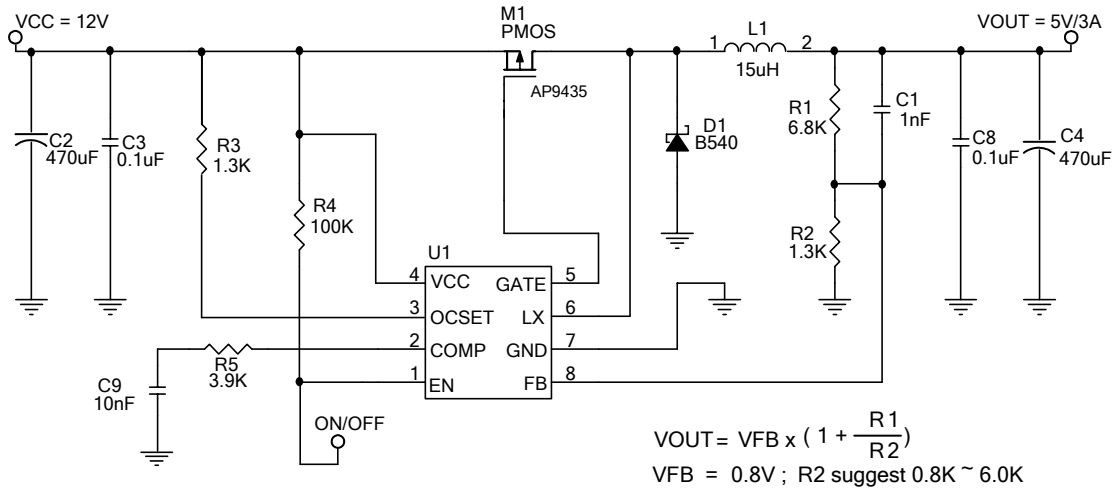 VCC = 12V
M1
PMOS
AP9435
1
L1
2
15uH
VOUT = 5V/3A
C2
470uF
C3
0.1uF
R3
1.3K
R4
100K
D1
B540
R1
6.8K
C1
1nF
R2
1.3K
C8
0.1uF
C4
470uF
U1
4 VCC GATE 5
3 OCSET LX 6
2 COMP GND 7
1 EN FB 8
R5
3.9K
C9
10nF
ON/OFF
VOUT = VFB x ( 1 + R1/R2 )
VFB = 0.8V ; R2 suggest 0.8K ~ 6.0K